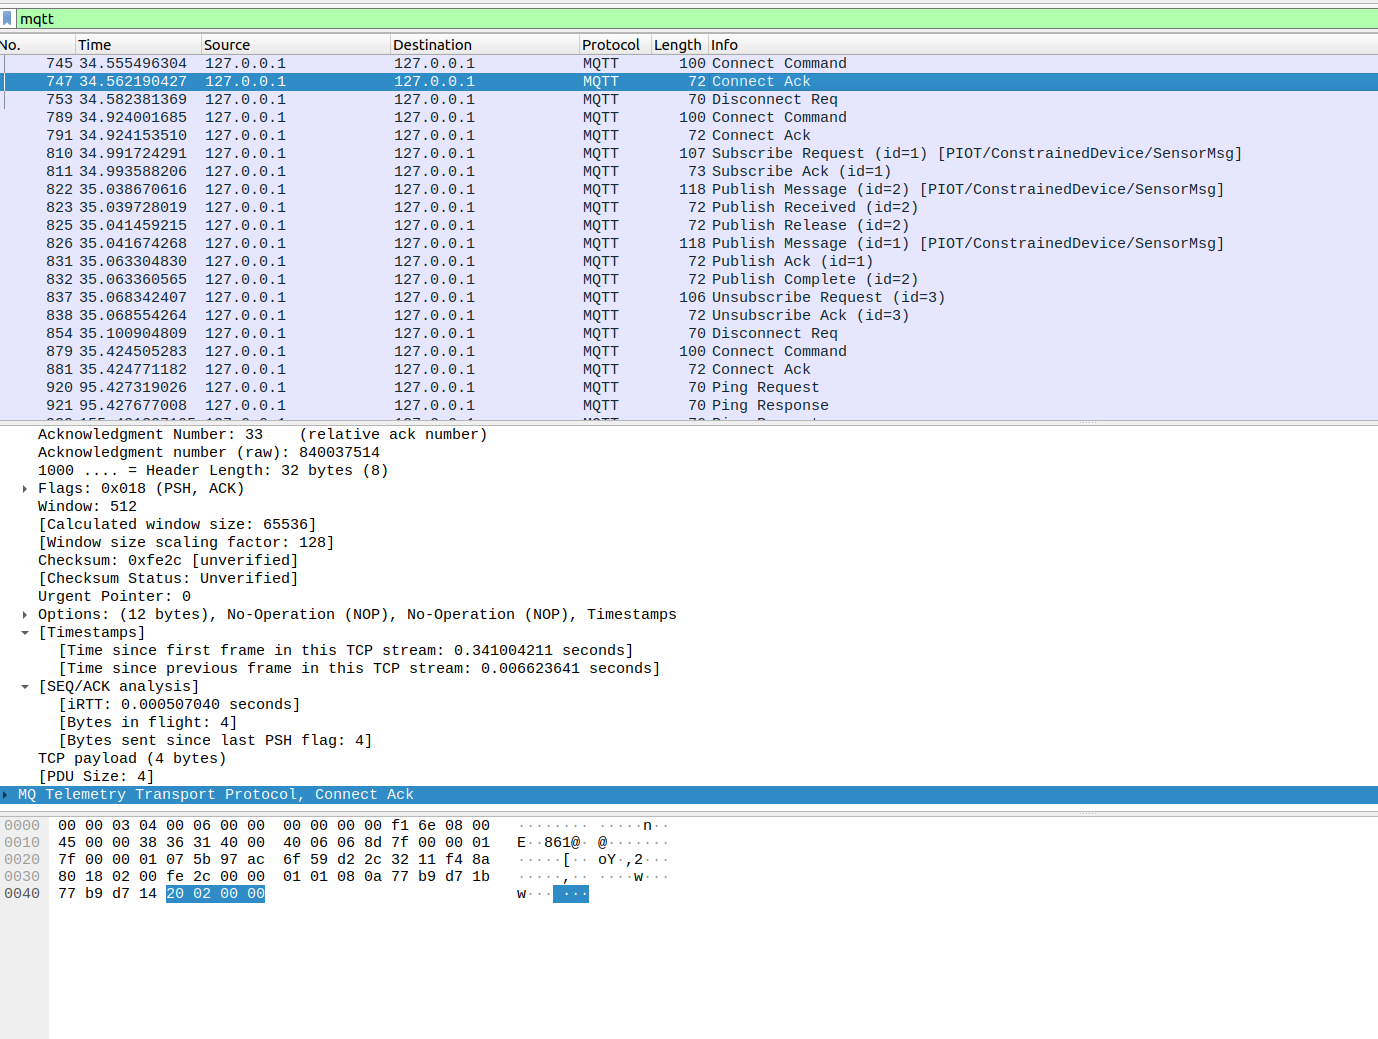 mqtt
No. Time Source Destination Protocol Length Info
745 34.555496304 127.0.0.1 127.0.0.1 MQTT 100 Connect Command
747 34.562190427 127.0.0.1 127.0.0.1 MQTT 72 Connect Ack
753 34.582381369 127.0.0.1 127.0.0.1 MQTT 70 Disconnect Req
789 34.924001685 127.0.0.1 127.0.0.1 MQTT 100 Connect Command
791 34.924153510 127.0.0.1 127.0.0.1 MQTT 72 Connect Ack
810 34.991724291 127.0.0.1 127.0.0.1 MQTT 107 Subscribe Request (id=1) [PIOT/ConstrainedDevice/SensorMsg]
811 34.993588206 127.0.0.1 127.0.0.1 MQTT 73 Subscribe Ack (id=1)
822 35.038670616 127.0.0.1 127.0.0.1 MQTT 118 Publish Message (id=2) [PIOT/ConstrainedDevice/SensorMsg]
823 35.039728019 127.0.0.1 127.0.0.1 MQTT 72 Publish Received (id=2)
825 35.041459215 127.0.0.1 127.0.0.1 MQTT 72 Publish Release (id=2)
826 35.041674268 127.0.0.1 127.0.0.1 MQTT 118 Publish Message (id=1) [PIOT/ConstrainedDevice/SensorMsg]
831 35.063304830 127.0.0.1 127.0.0.1 MQTT 72 Publish Ack (id=1)
832 35.063360565 127.0.0.1 127.0.0.1 MQTT 72 Publish Complete (id=2)
837 35.068342407 127.0.0.1 127.0.0.1 MQTT 106 Unsubscribe Request (id=3)
838 35.068554264 127.0.0.1 127.0.0.1 MQTT 72 Unsubscribe Ack (id=3)
854 35.100904809 127.0.0.1 127.0.0.1 MQTT 70 Disconnect Req
879 35.424505283 127.0.0.1 127.0.0.1 MQTT 100 Connect Command
881 35.424771182 127.0.0.1 127.0.0.1 MQTT 72 Connect Ack
920 95.427319026 127.0.0.1 127.0.0.1 MQTT 70 Ping Request
921 95.427677008 127.0.0.1 127.0.0.1 MQTT 70 Ping Response
Acknowledgment Number: 33 (relative ack number)
Acknowledgment number (raw): 840037514
1000 .... = Header Length: 32 bytes (8)
Flags: 0x018 (PSH, ACK)
Window: 512
[Calculated window size: 65536]
[Window size scaling factor: 128]
Checksum: 0xfe2c [unverified]
[Checksum Status: Unverified]
Urgent Pointer: 0
Options: (12 bytes), No-Operation (NOP), No-Operation (NOP), Timestamps
[Timestamps]
[Time since first frame in this TCP stream: 0.341004211 seconds]
[Time since previous frame in this TCP stream: 0.006623641 seconds]
[SEQ/ACK analysis]
[iRTT: 0.000507040 seconds]
[Bytes in flight: 4]
[Bytes sent since last PSH flag: 4]
TCP payload (4 bytes)
[PDU Size: 4]
MQ Telemetry Transport Protocol, Connect Ack
0000 00 00 03 04 00 06 00 00 00 00 00 00 f1 6e 08 00 ········ ·····n··
0010 45 00 00 38 36 31 40 00 40 06 06 8d 7f 00 00 01 E··861@· @·······
0020 7f 00 00 01 07 5b 97 ac 6f 59 d2 2c 32 11 f4 8a ·····[·· oY·,2···
0030 80 18 02 00 fe 2c 00 00 01 01 08 0a 77 b9 d7 1b ·····,·· ····w···
0040 77 b9 d7 14 20 02 00 00 w··· ···